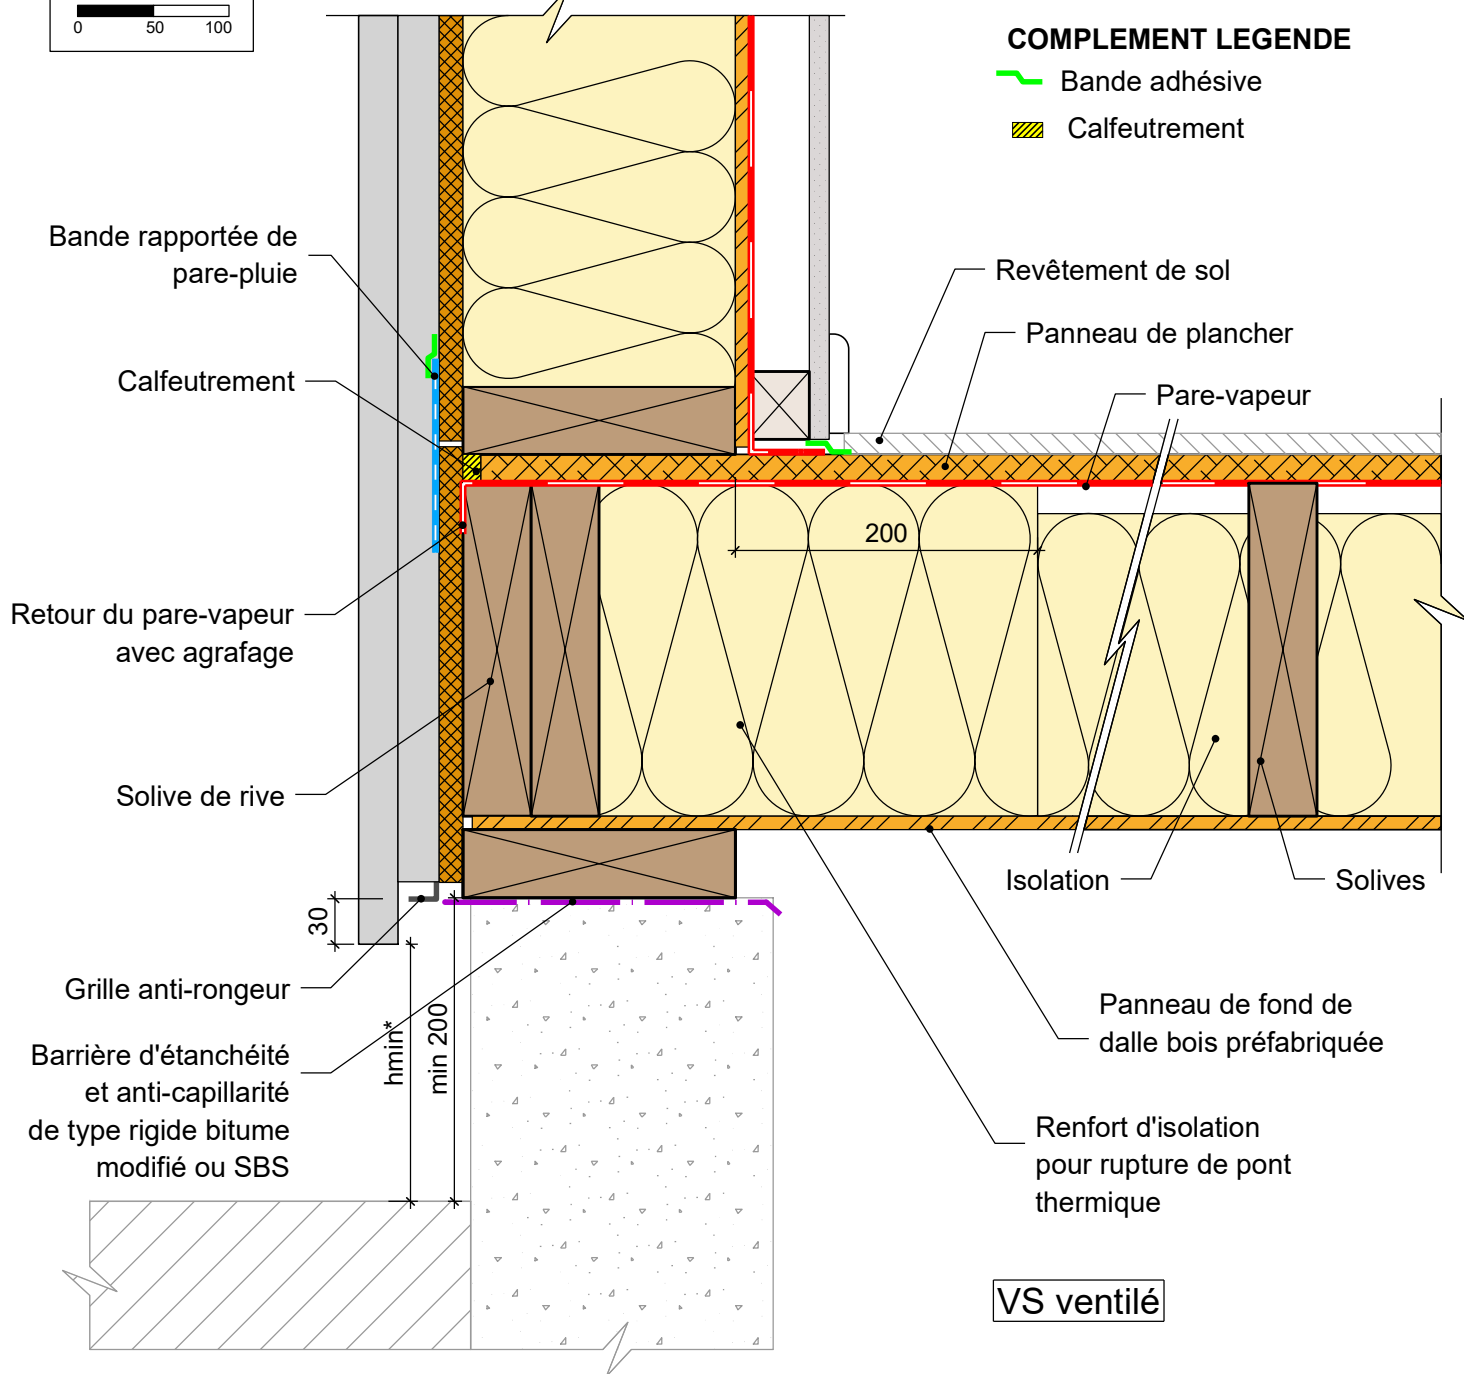 0 50 100
COMPLEMENT LEGENDE
Bande adhésive
Calfeutrement
Bande rapportée de
pare-pluie
Calfeutrement
Retour du pare-vapeur
avec agrafage
Solive de rive
30
Grille anti-rongeur
Barrière d'étanchéité
et anti-capillarité
de type rigide bitume
modifié ou SBS
hmin*
min 200
200
Revêtement de sol
Panneau de plancher
Pare-vapeur
Isolation
Solives
Panneau de fond de
dalle bois préfabriquée
Renfort d'isolation
pour rupture de pont
thermique
VS ventilé